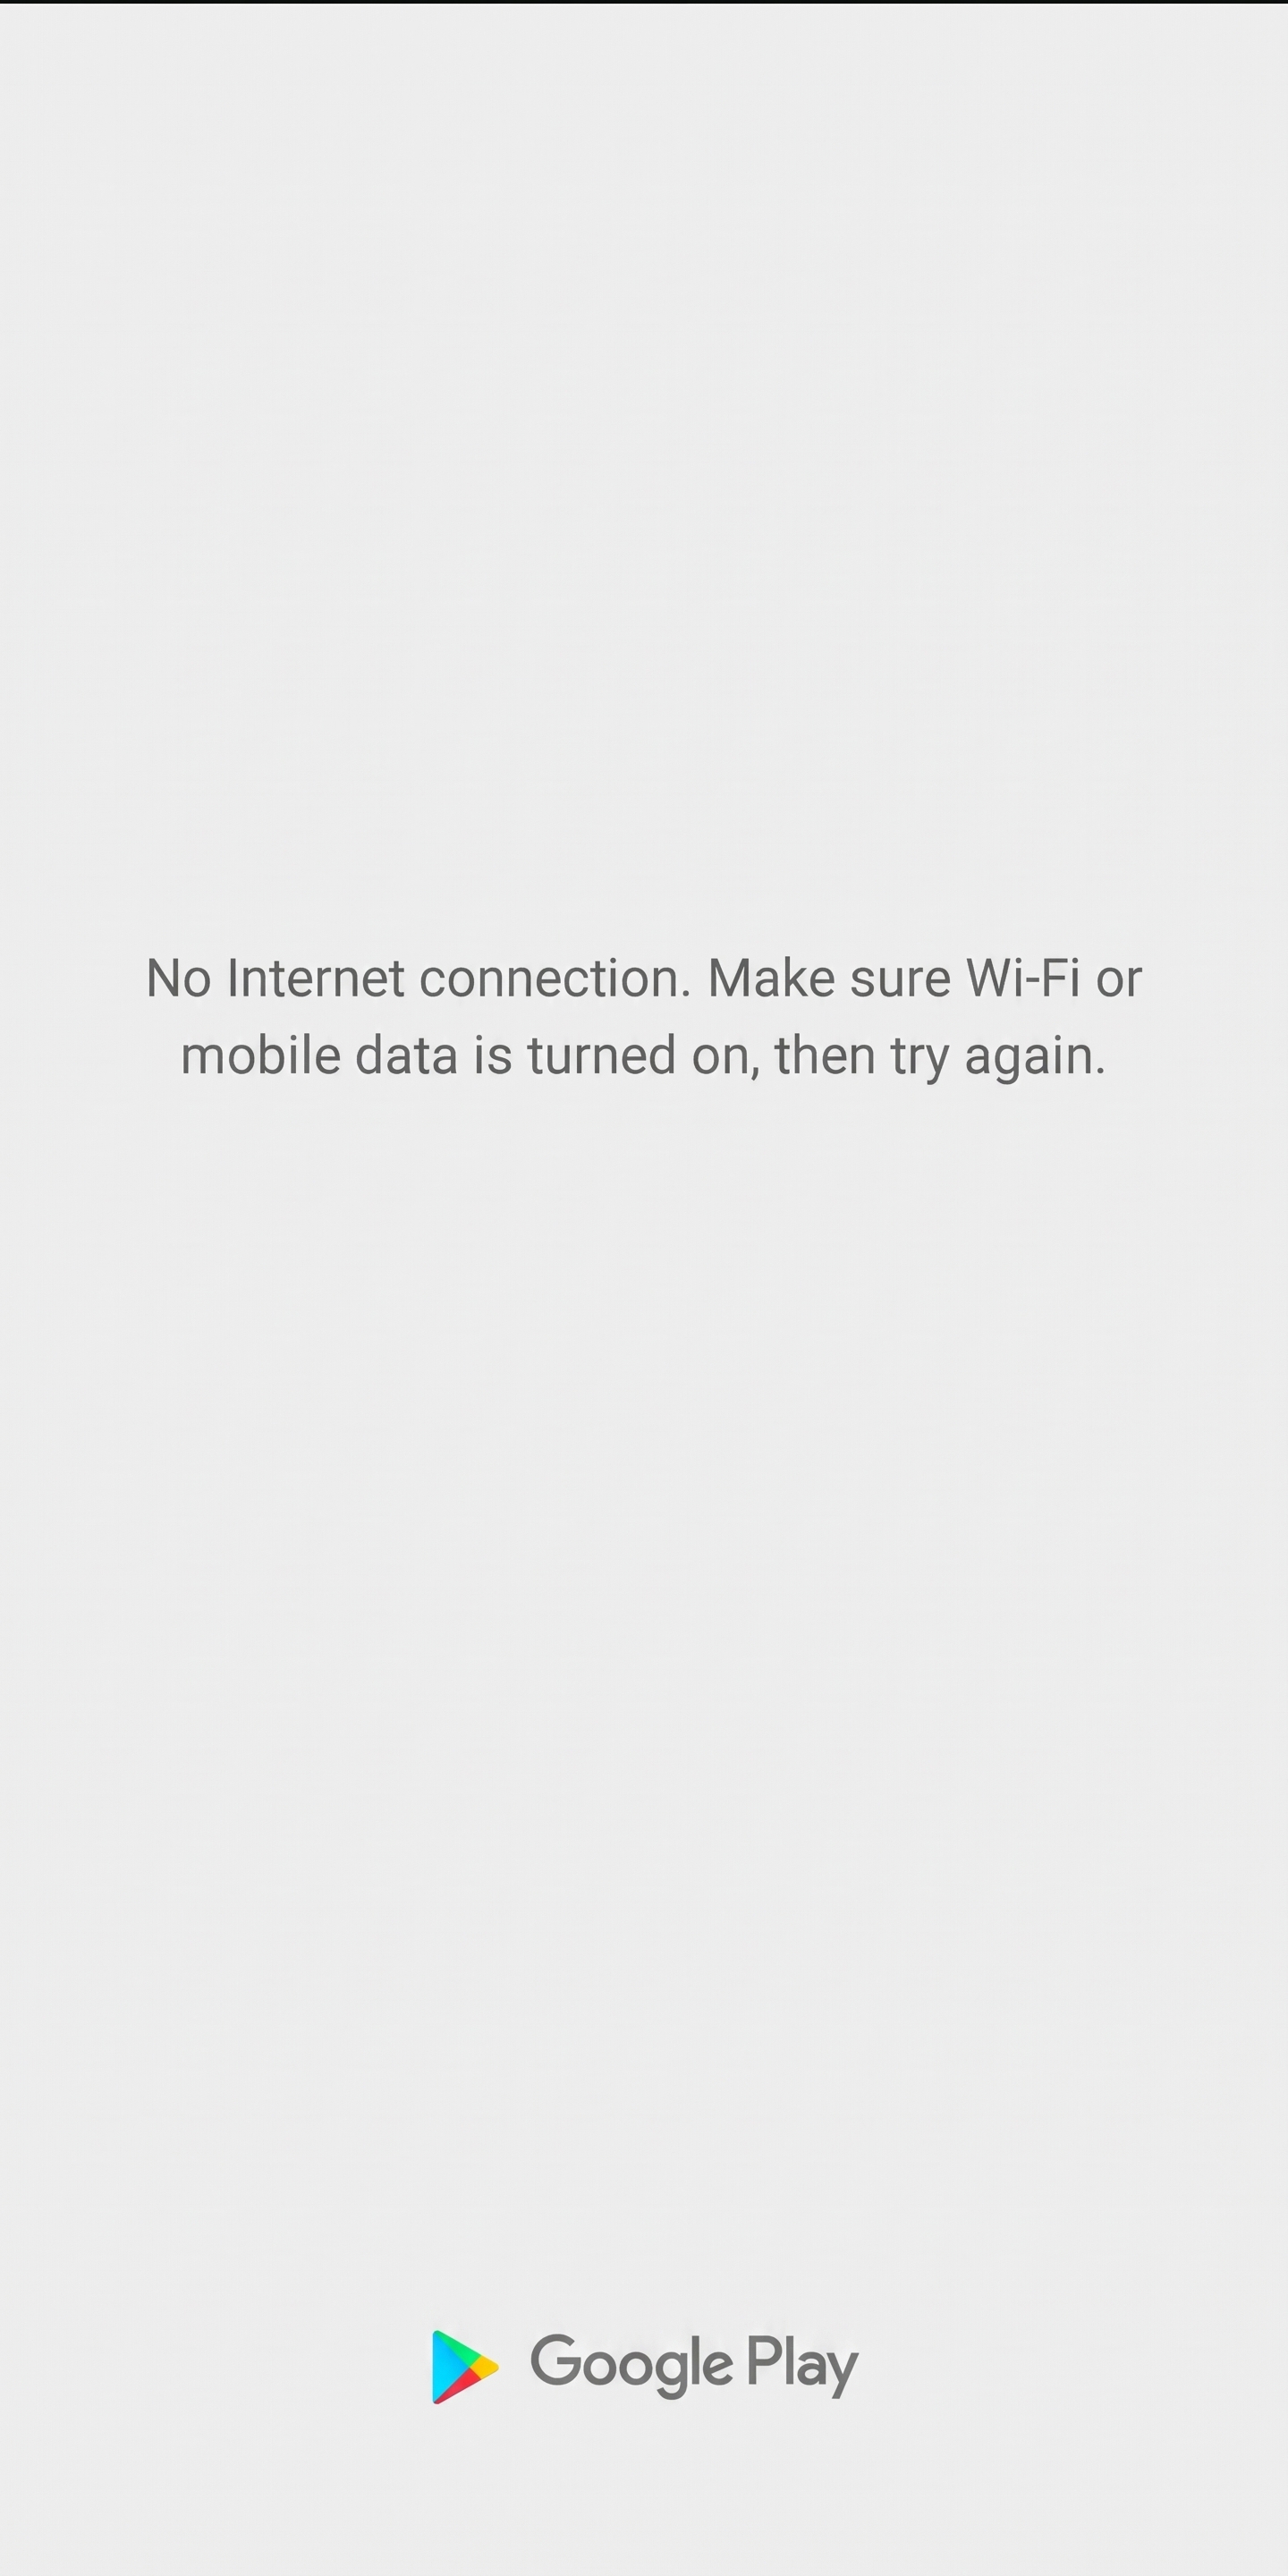 No Internet connection. Make sure Wi-Fi or
mobile data is turned on, then try again.
Google Play